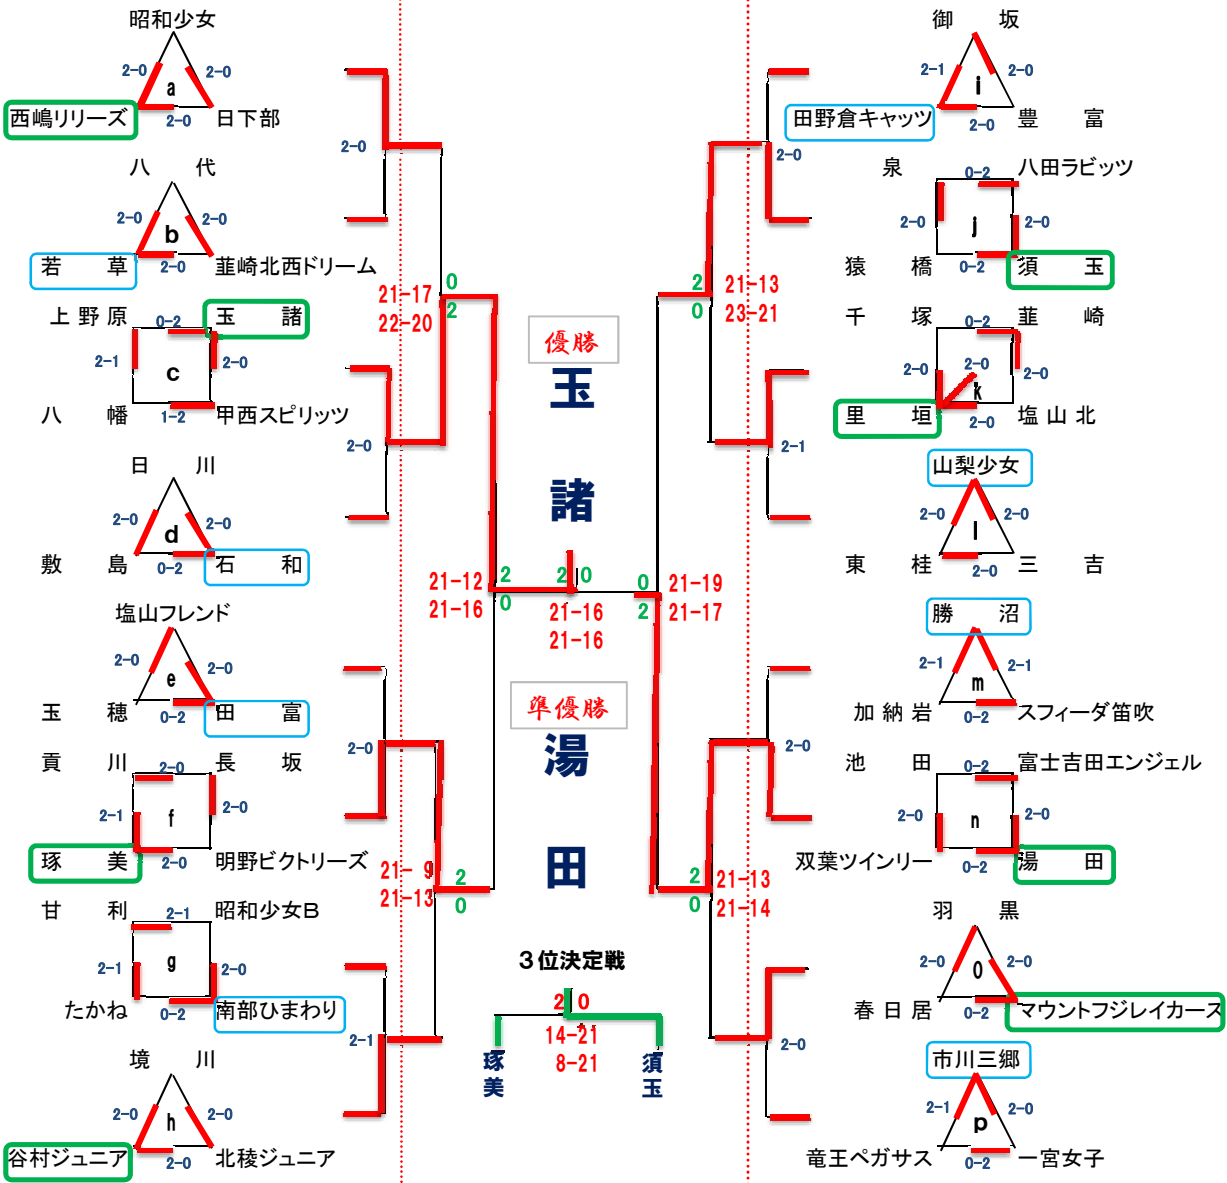 昭和少女
2-0
a
2-0
西嶋リリーズ
2-0
日下部
2-0
八 代
2-0
b
2-0
若 草
2-0
韮崎北西ドリーム
上野原
0-2
玉 諸
2-1
c
2-0
八 幡
1-2
甲西スピリッツ
2-0
日 川
2-0
d
2-0
敷 島
0-2
石 和
塩山フレンド
2-0
e
2-0
玉 穂
0-2
田 富
2-0
貢 川
2-0
長 坂
2-1
f
2-0
琢 美
2-0
明野ビクトリーズ
甘 利
2-1
昭和少女B
2-1
g
2-0
たかね
0-2
南部ひまわり
2-1
境 川
2-0
h
2-0
谷村ジュニア
2-0
北稜ジュニア
21-17
22-20
0
2
21-12
21-16
2
0
21- 9
21-13
2
0
優勝
玉諸
2
0
21-16
21-16
準優勝
湯田
3位決定戦
2
0
14-21
8-21
琢美
須玉
2
0
21-13
23-21
0
2
21-19
21-17
2
0
21-13
21-14
御 坂
2-1
i
2-0
田野倉キャッツ
2-0
豊 富
2-0
泉
0-2
八田ラビッツ
2-0
j
2-0
猿 橋
0-2
須 玉
千 塚
0-2
韮 崎
2-0
2-0
k
2-0
里 垣
2-0
塩山北
2-1
山梨少女
2-0
l
2-0
東 桂
2-0
三 吉
勝 沼
2-1
m
2-1
加納岩
0-2
スフィーダ笛吹
2-0
池 田
0-2
富士吉田エンジェル
2-0
n
2-0
双葉ツインリー
0-2
湯 田
羽 黒
2-0
0
2-0
春日居
0-2
マウントフジレイカーズ
2-0
市川三郷
2-1
p
2-0
竜王ペガサス
0-2
一宮女子